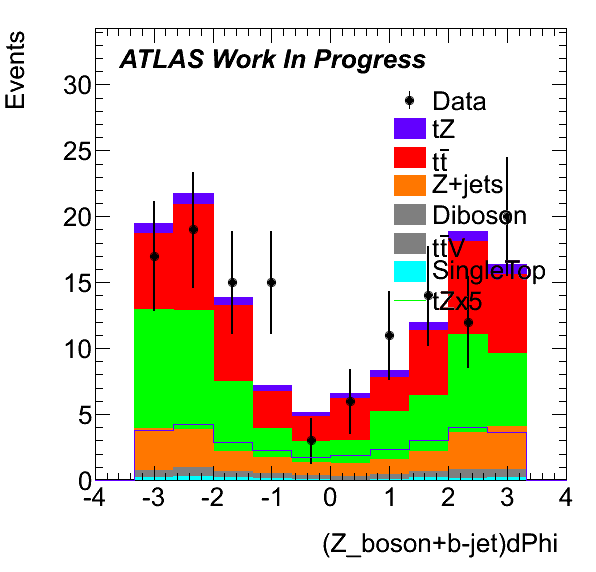 Events
ATLAS Work In Progress
Data
tZ
tt̄
Z+jets
Diboson
tt̄V
SingleTop
tZx5
30
25
20
15
10
5
0
-4 -3 -2 -1 0 1 2 3 4
(Z_boson+b-jet)dPhi